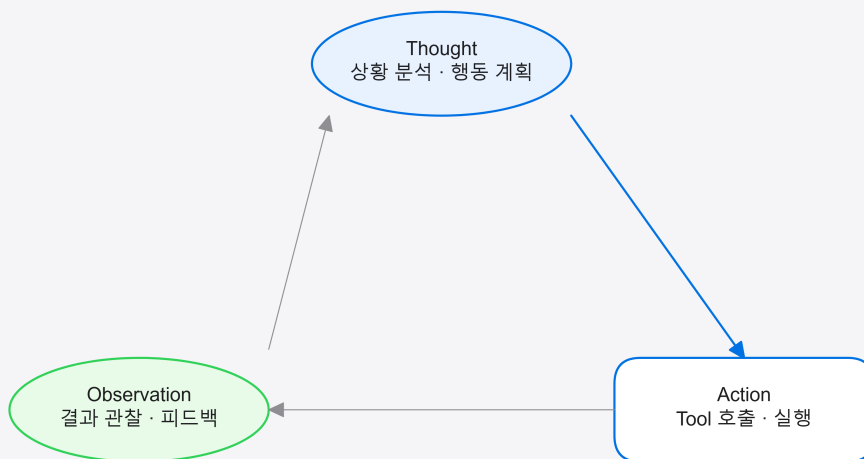 Thought
상황 분석 · 행동 계획
Observation
결과 관찰 · 피드백
Action
Tool 호출 · 실행